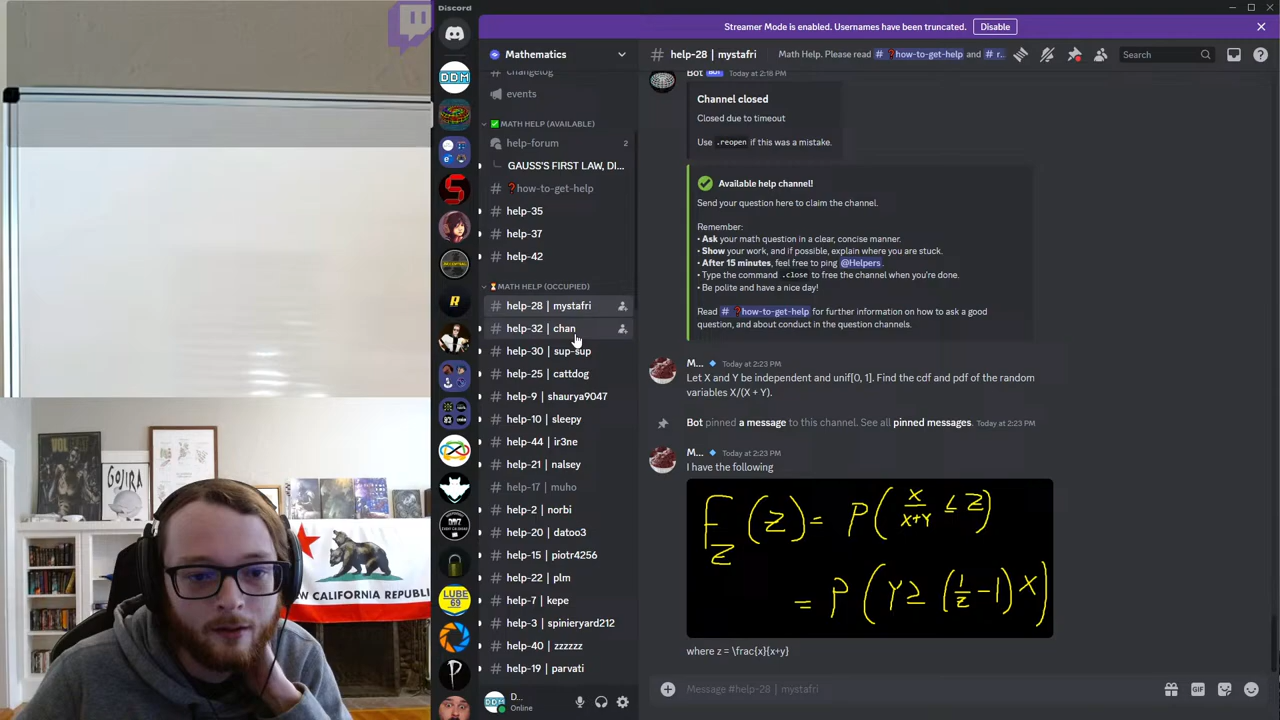 Discord
Streamer Mode is enabled. Usernames have been truncated.
Disable
Mathematics
changelog
events
MATH HELP (AVAILABLE)
help-forum
2
GAUSS'S FIRST LAW, DI...
how-to-get-help
help-35
help-37
help-42
MATH HELP (OCCUPIED)
help-28 | mystafri
help-32 | chan
help-30 | sup-sup
help-25 | cattdog
help-9 | shaurya9047
help-10 | sleepy
help-44 | ir3ne
help-21 | nalsey
help-17 | muho
help-2 | norbi
help-20 | datoo3
help-15 | piotr4256
help-22 | plm
help-7 | kepe
help-3 | spinieryard212
help-40 | zzzzzz
help-19 | parvati
D...
Online
DDM
DDM
LUBE 69
help-28 | mystafri
Math Help. Please read # ❓how-to-get-help and # r...
Search
Bot BOT Today at 2:18 PM
Channel closed
Closed due to timeout
Use .reopen if this was a mistake.
Available help channel!
Send your question here to claim the channel.
Remember:
• Ask your math question in a clear, concise manner.
• Show your work, and if possible, explain where you are stuck.
• After 15 minutes, feel free to ping @Helpers.
• Type the command .close to free the channel when you're done.
• Be polite and have a nice day!
Read # ❓how-to-get-help for further information on how to ask a good
question, and about conduct in the question channels.
M... Today at 2:23 PM
Let X and Y be independent and unif[0, 1]. Find the cdf and pdf of the random
variables X/(X + Y).
Bot pinned a message to this channel. See all pinned messages. Today at 2:23 PM
M... Today at 2:23 PM
I have the following
F_Z (z) = P(X/(X+Y) ≤ z)
= P(Y ≥ (1/z - 1) X)
where z = \frac{x}{x+y}
Message #help-28 | mystafri
GIF
VOLBEAT
GOJIRA
CALIFORNIA REPUBLIC